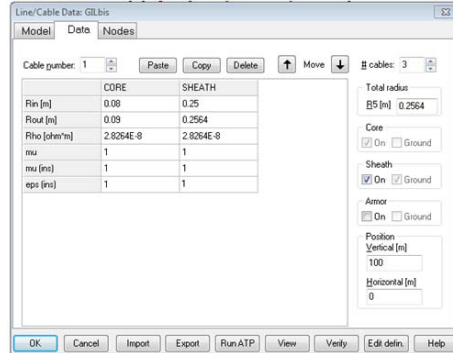 Line/Cable Data: GILbis
Model Data Nodes
Cable number: 1 Paste Copy Delete Move # cables: 3
CORE SHEATH
Rin [m] 0.08 0.25
Rout [m] 0.09 0.2564
Rho [ohm*m] 2.8264E-8 2.8264E-8
mu 1 1
mu (ins) 1 1
eps (ins) 1 1
Total radius
R5 [m] 0.2564
Core
On Ground
Sheath
On Ground
Armor
On Ground
Position
Vertical [m]
100
Horizontal [m]
0
OK Cancel Import Export Run ATP View Verify Edit defin. Help